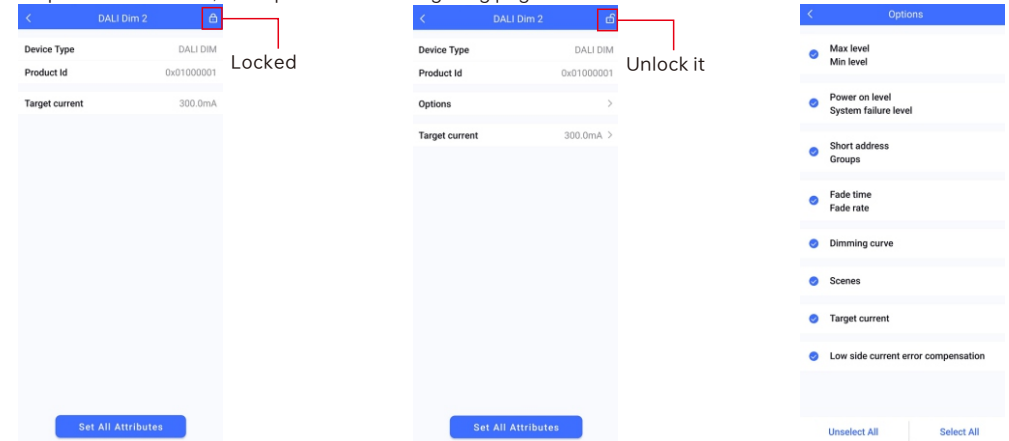 DALI Dim 2
Device Type DALI DIM
Product Id 0x01000001
Target current 300.0mA
Set All Attributes
Locked
DALI Dim 2
Device Type DALI DIM
Product Id 0x01000001
Options
Target current 300.0mA
Set All Attributes
Unlock it
Options
Max level
Min level
Power on level
System failure level
Short address
Groups
Fade time
Fade rate
Dimming curve
Scenes
Target current
Low side current error compensation
Unselect All Select All